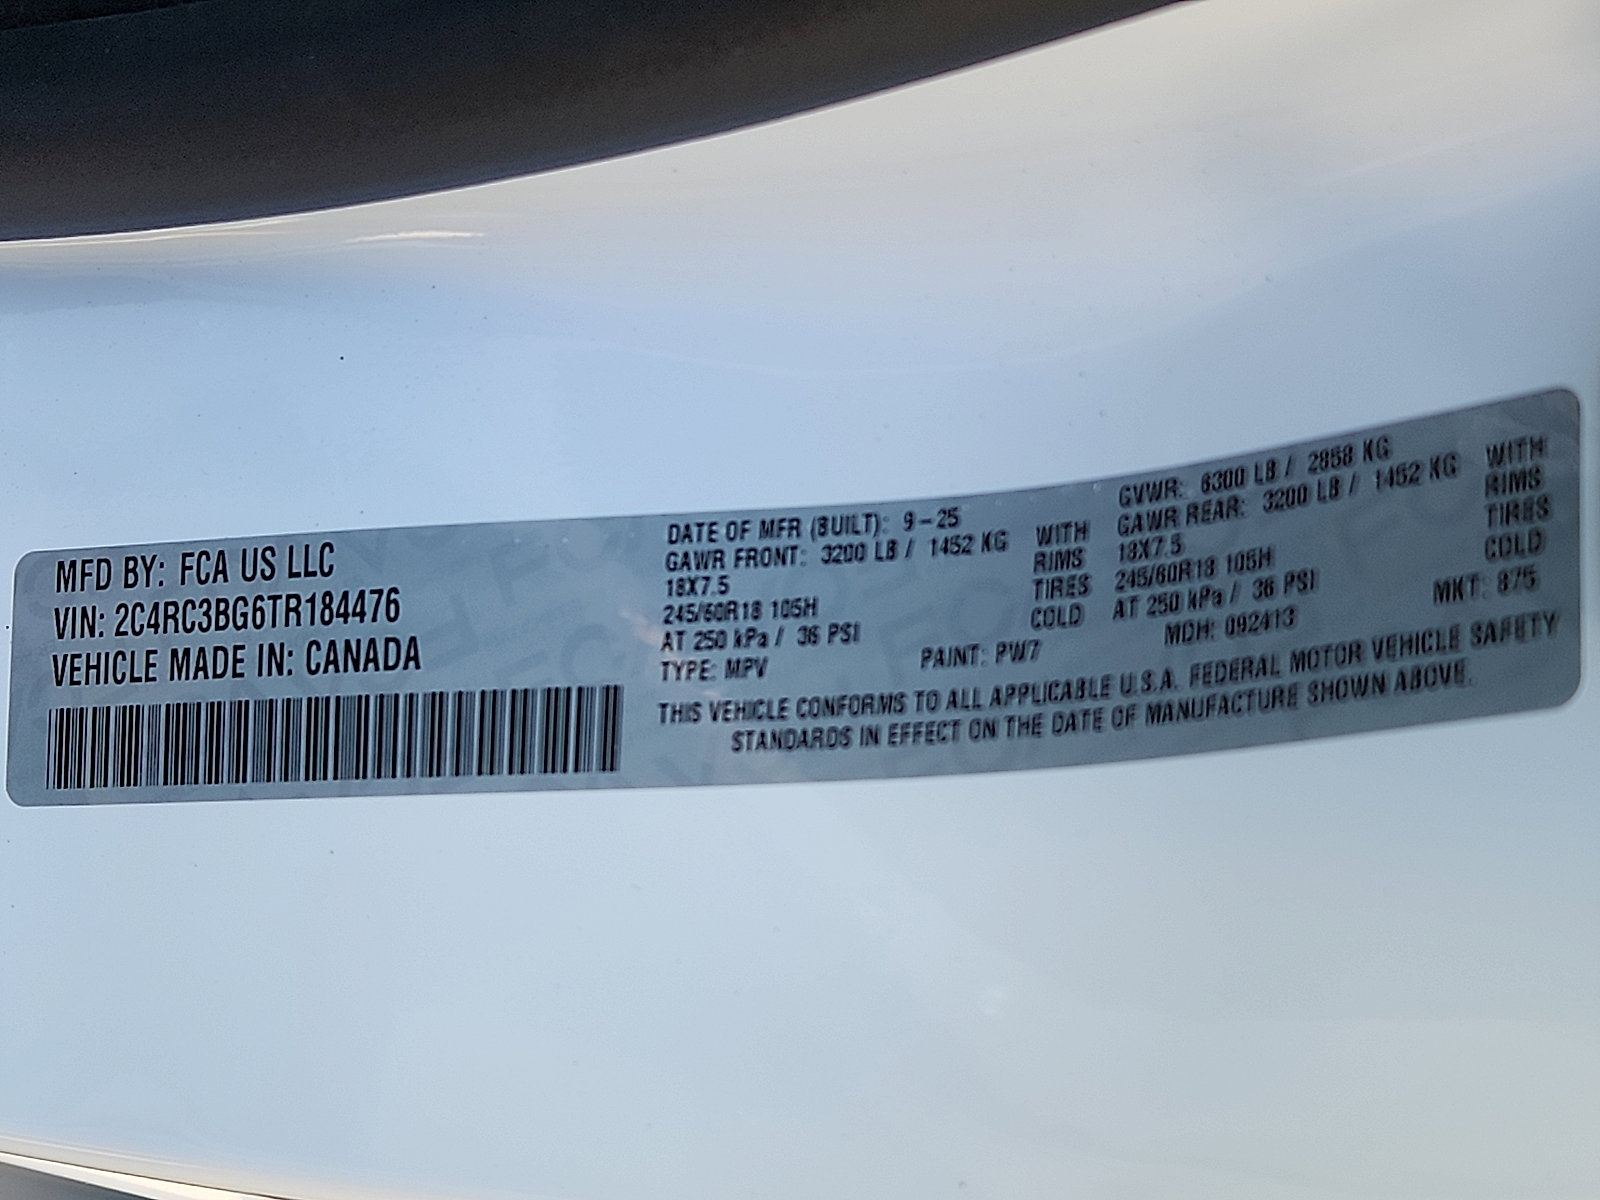 MFD BY: FCA US LLC
VIN: 2C4RC3BG6TR184476
VEHICLE MADE IN: CANADA
DATE OF MFR (BUILT): 9-25
GAWR FRONT: 3200 LB / 1452 KG WITH
18X7.5 RIMS
245/60R18 105H TIRES
AT 250 kPa / 36 PSI COLD
TYPE: MPV
GVWR: 6300 LB / 2858 KG
GAWR REAR: 3200 LB / 1452 KG WITH
18X7.5 RIMS
245/60R18 105H TIRES
AT 250 kPa / 36 PSI COLD
PAINT: PW7 MDH: 092413 MKT: 875
THIS VEHICLE CONFORMS TO ALL APPLICABLE U.S.A. FEDERAL MOTOR VEHICLE SAFETY
STANDARDS IN EFFECT ON THE DATE OF MANUFACTURE SHOWN ABOVE.